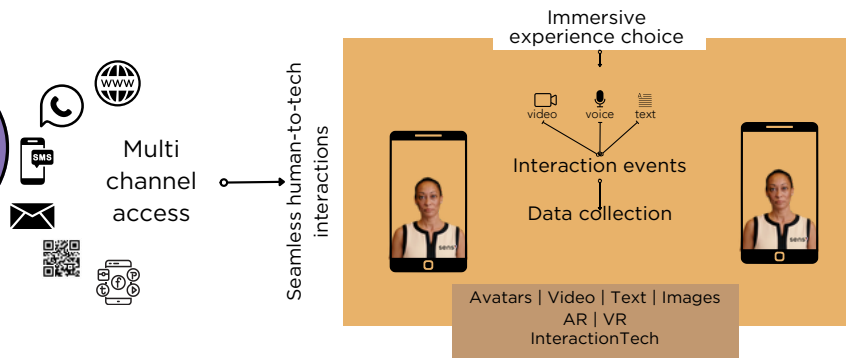 WWW
SMS
Multi
channel
access
Seamless human-to-tech
interactions
Immersive
experience choice
video
voice
text
Interaction events
Data collection
Avatars | Video | Text | Images
AR | VR
InteractionTech